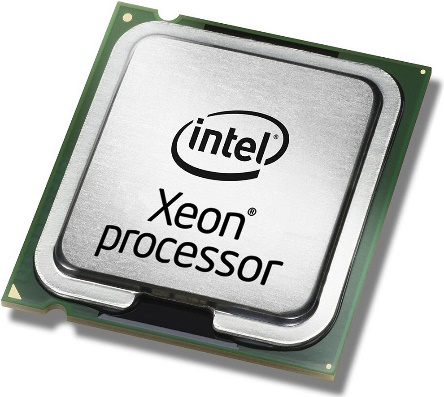 intel
Xeon®
processor